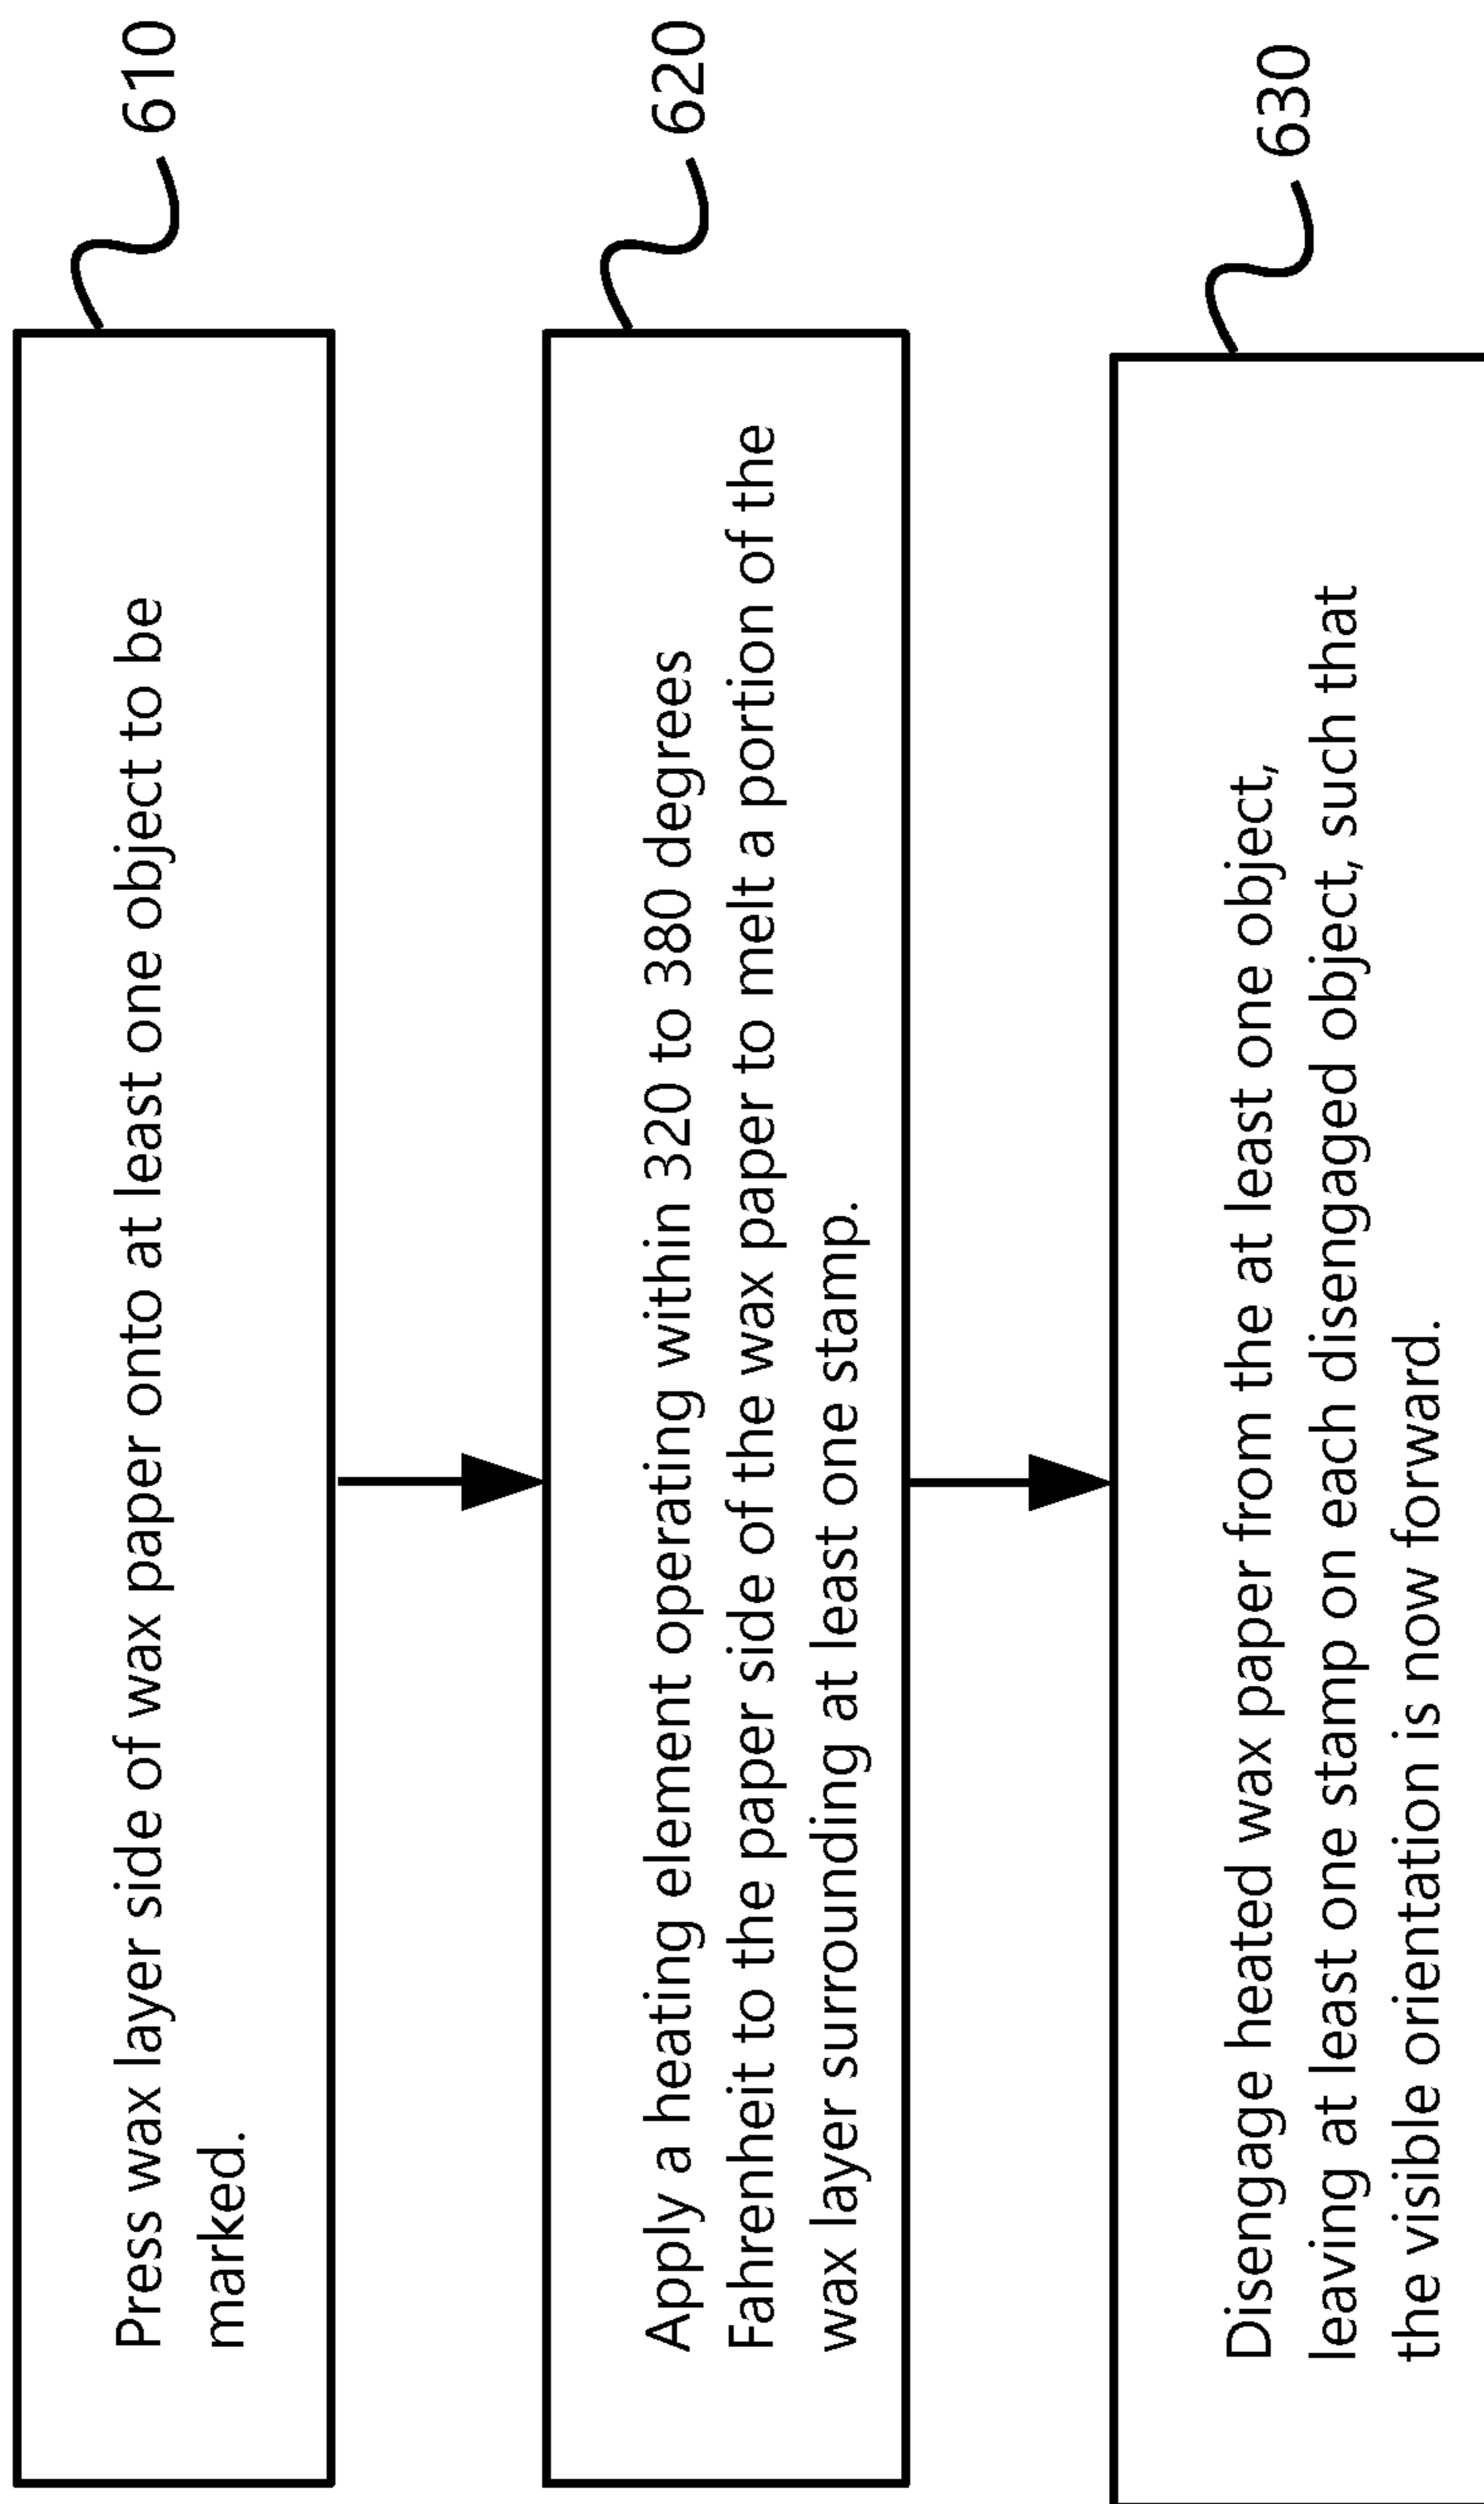 Press wax layer side of wax paper onto at least one object to be
marked.
610
Apply a heating element operating within 320 to 380 degrees
Fahrenheit to the paper side of the wax paper to melt a portion of the
wax layer surrounding at least one stamp.
620
Disengage heated wax paper from the at least one object,
leaving at least one stamp on each disengaged object, such that
the visible orientation is now forward.
630